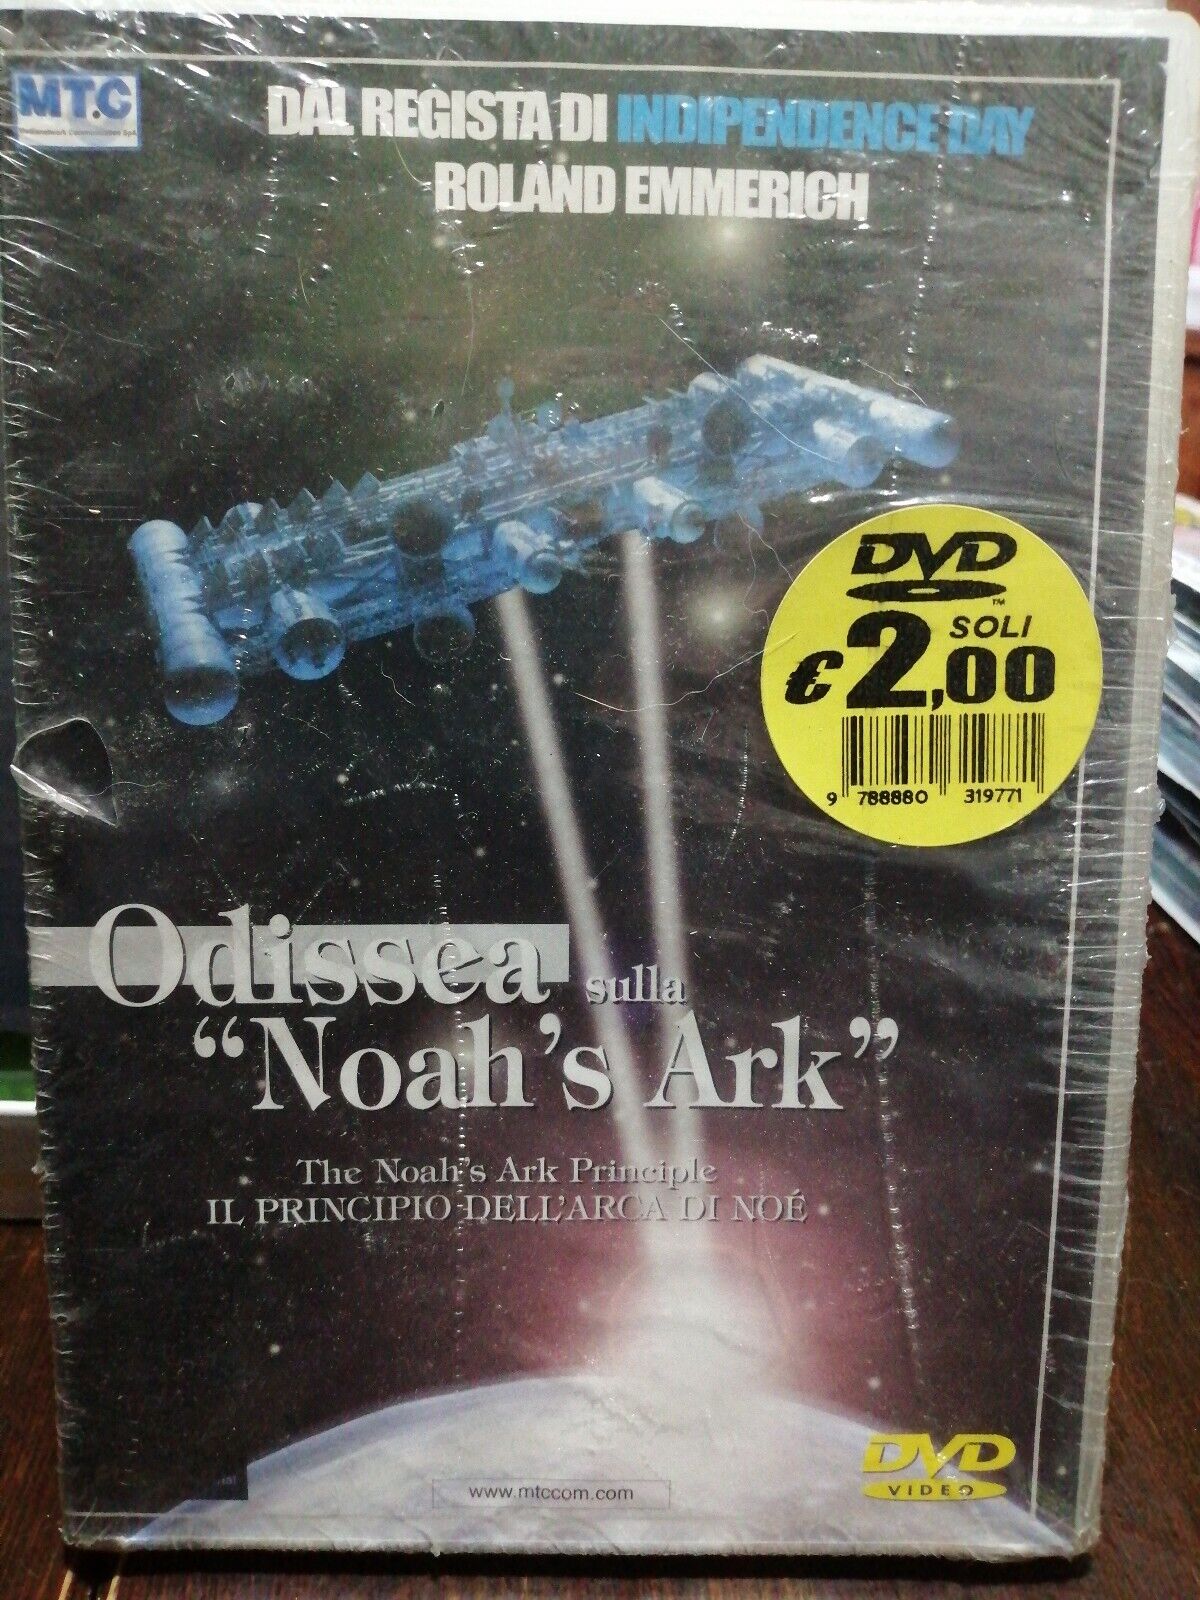 MT.C
DAL REGISTA DI INDIPENDENCE DAY
ROLAND EMMERICH
DVD
SOLI
€ 2,00
9 788880 319771
Odissea sulla
“Noah's Ark”
The Noah's Ark Principle
IL PRINCIPIO DELL'ARCA DI NOÉ
www.mtccom.com
DVD
VIDEO